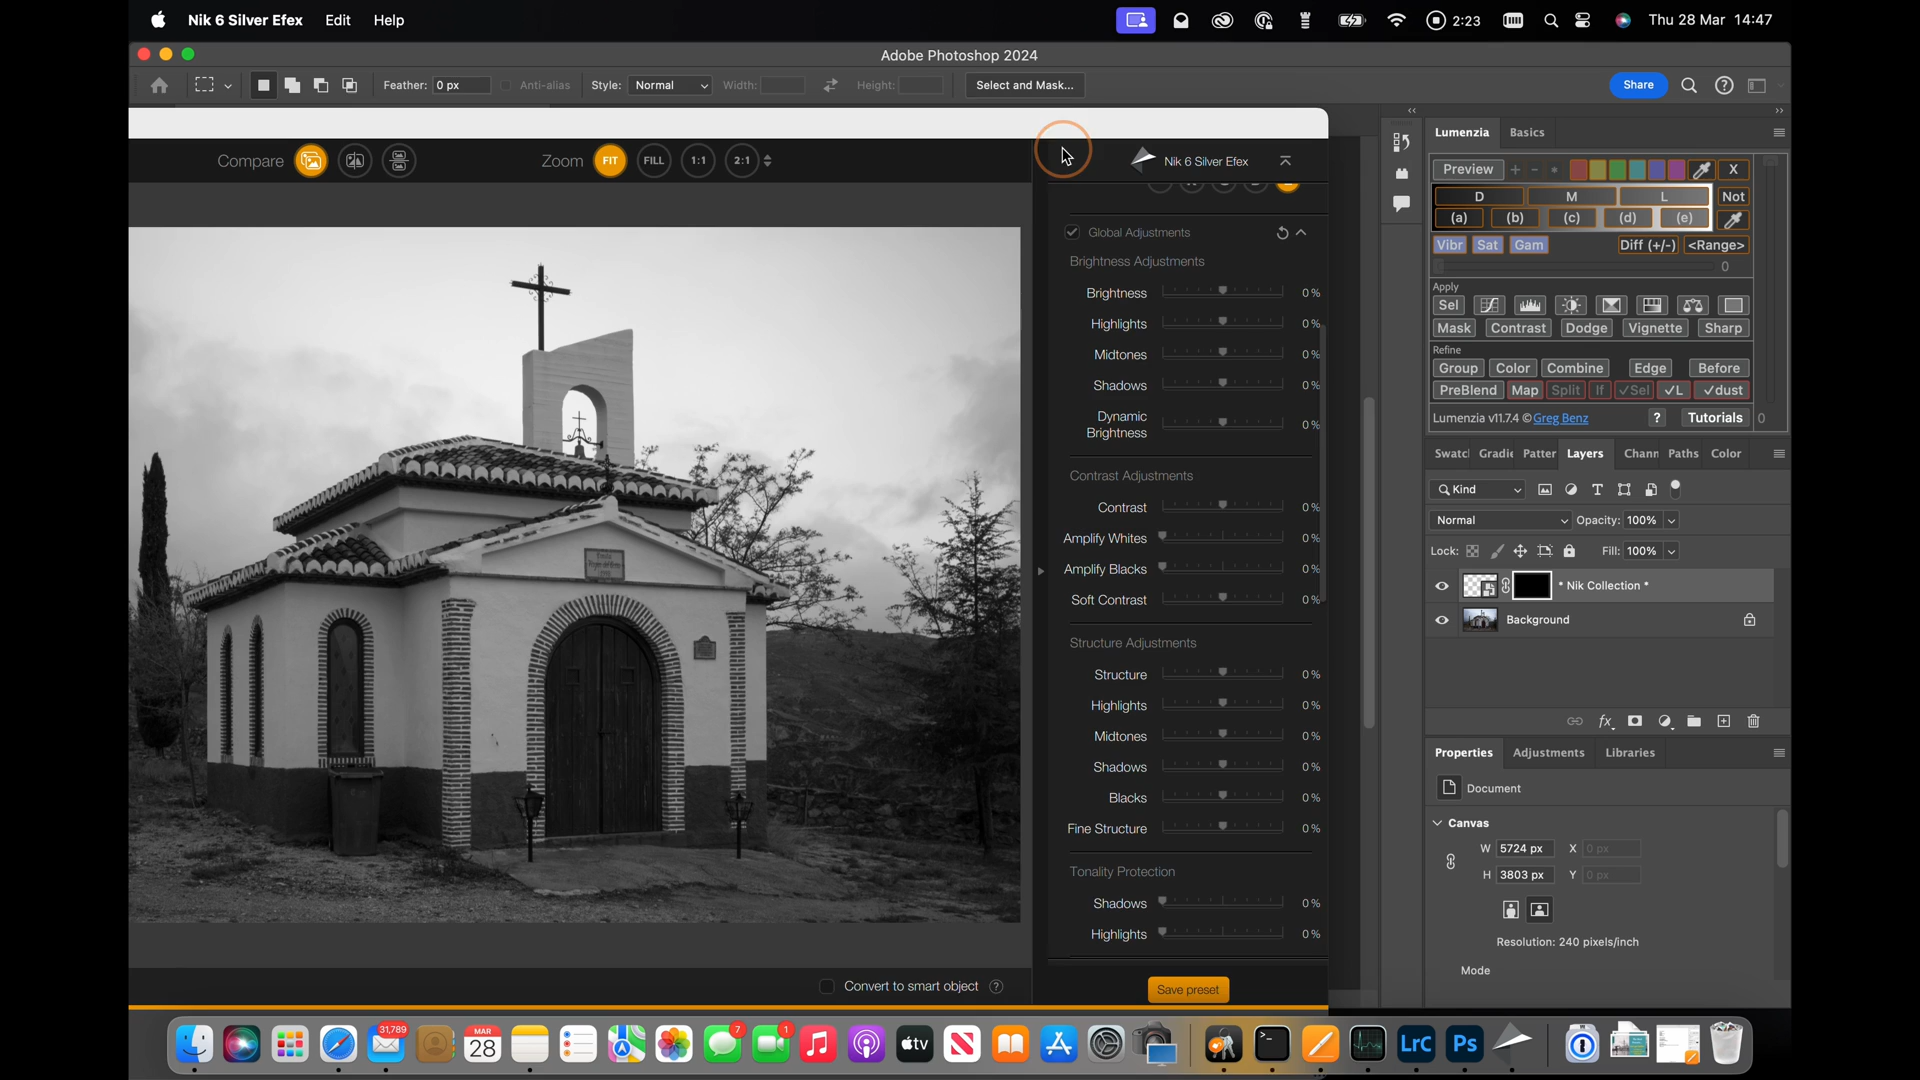 Nik 6 Silver Efex Edit Help 2:23 Thu 28 Mar 14:47
Adobe Photoshop 2024
Feather: 0 px Anti-alias Style: Normal Width: Height: Select and Mask... Share
Compare Zoom FIT FILL 1:1 2:1
Nik 6 Silver Efex
Global Adjustments
Brightness Adjustments
Brightness 0 %
Highlights 0 %
Midtones 0 %
Shadows 0 %
Dynamic
Brightness 0 %
Contrast Adjustments
Contrast 0 %
Amplify Whites 0 %
Amplify Blacks 0 %
Soft Contrast 0 %
Structure Adjustments
Structure 0 %
Highlights 0 %
Midtones 0 %
Shadows 0 %
Blacks 0 %
Fine Structure 0 %
Tonality Protection
Shadows 0 %
Highlights 0 %
Convert to smart object ?
Save preset
Lumenzia Basics
Preview + - * X
D M L Not
(a) (b) (c) (d) (e)
Vibr Sat Gam Diff (+/-) <Range>
0
Apply
Sel
Mask Contrast Dodge Vignette Sharp
Refine
Group Color Combine Edge Before
PreBlend Map Split If ✓Sel ✓L ✓dust
Lumenzia v11.7.4 © Greg Benz ? Tutorials 0
Swatc Gradie Patter Layers Chann Paths Color
Kind
Normal Opacity: 100%
Lock: Fill: 100%
* Nik Collection *
Background
fx
Properties Adjustments Libraries
Document
Canvas
W 5724 px X 0 px
H 3803 px Y 0 px
Resolution: 240 pixels/inch
Mode
31,789 MAR 28 7 1 tv LrC Ps